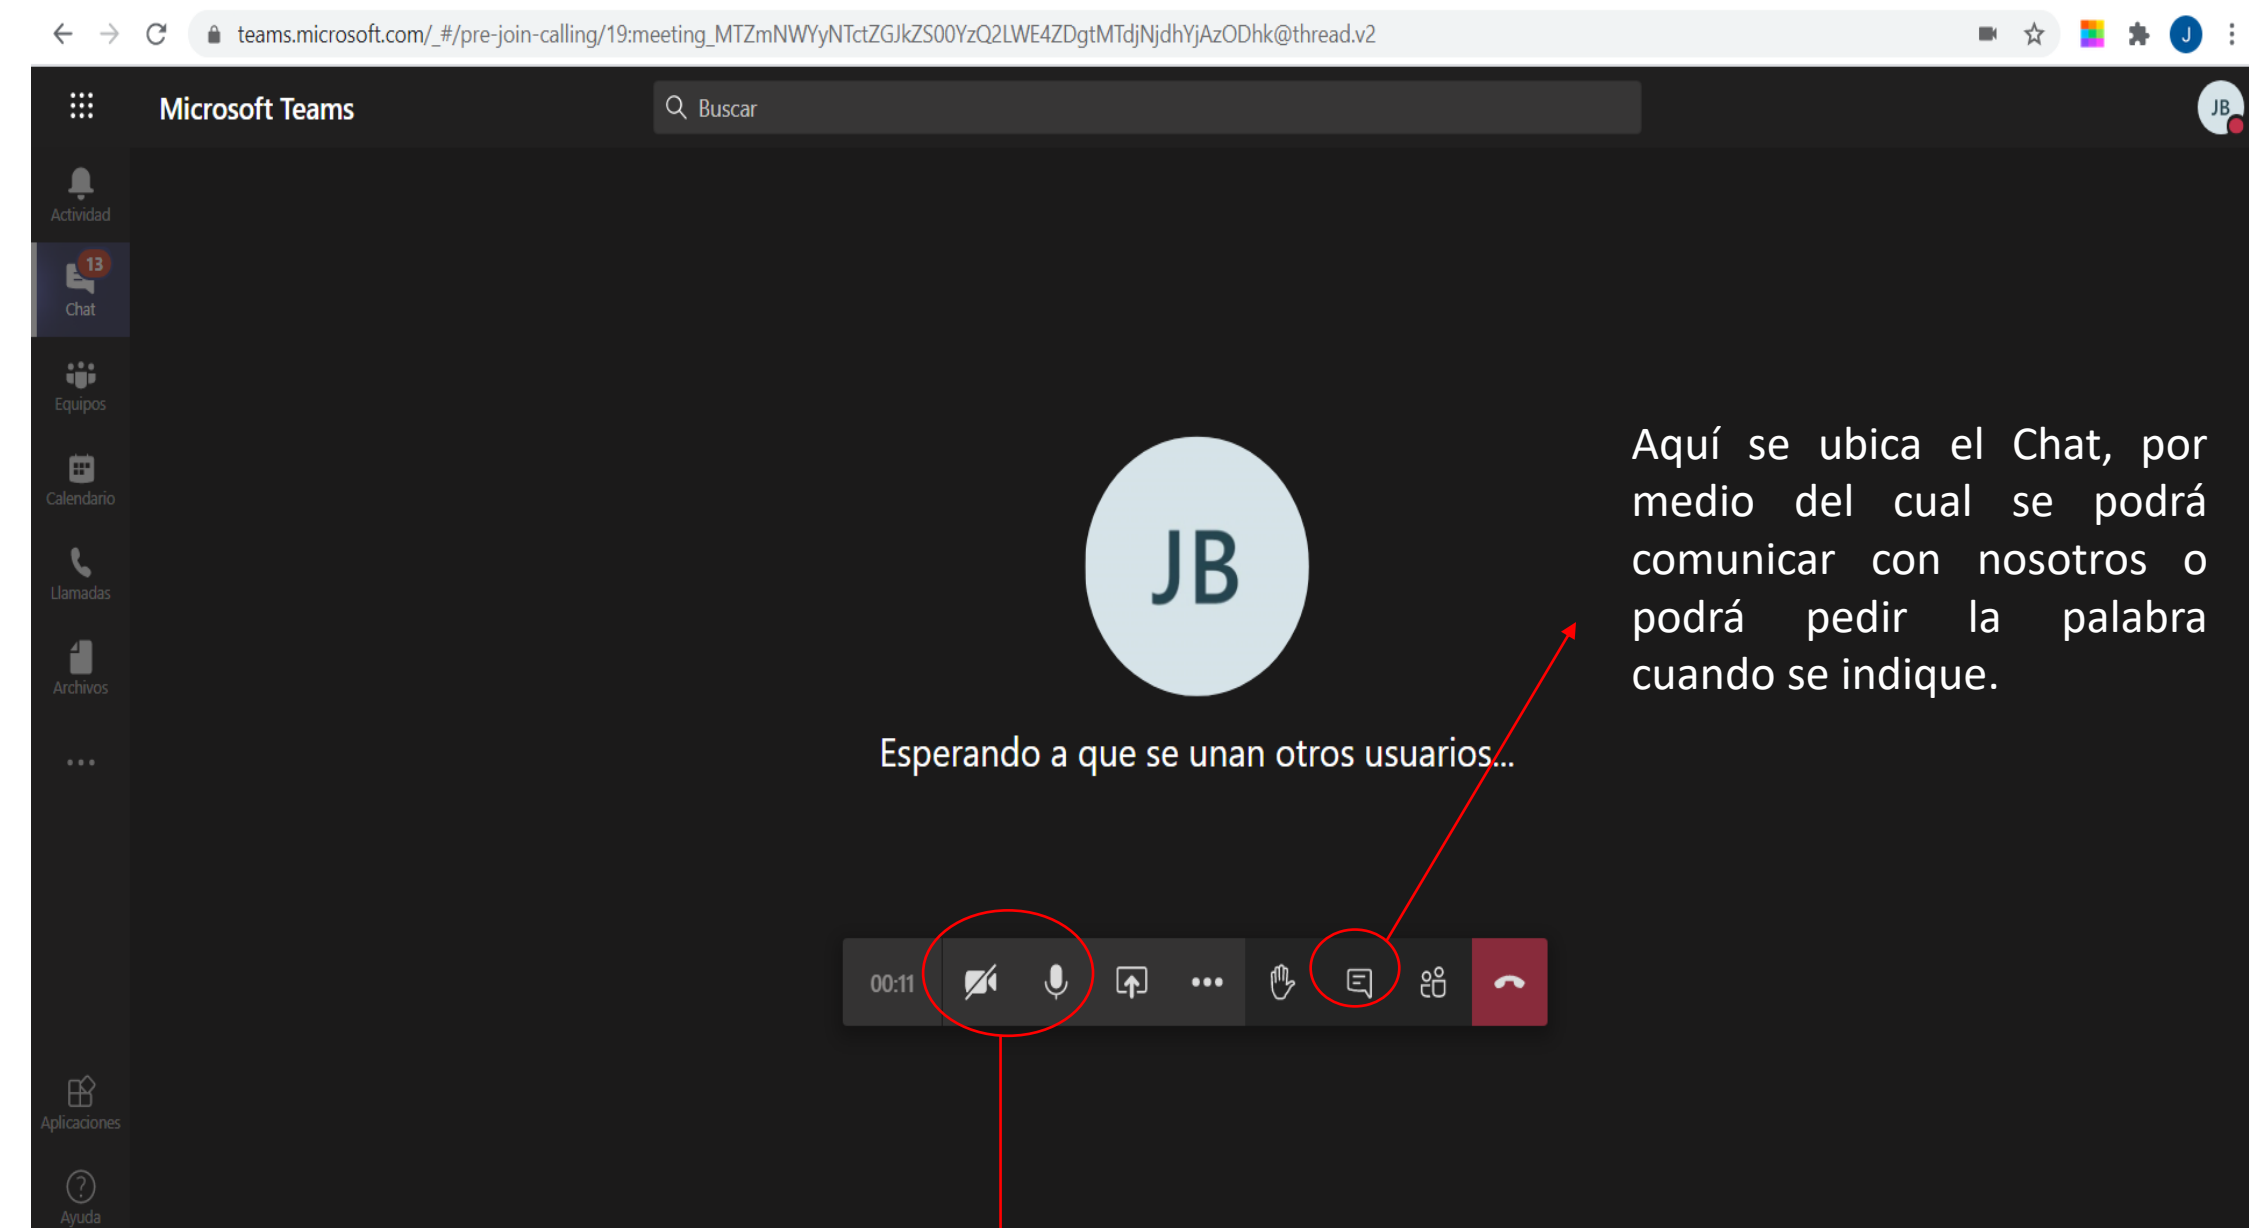 teams.microsoft.com/_#/pre-join-calling/19:meeting_MTZmNWYyNTctZGJkZS00YzQ2LWE4ZDgtMTdjNjdhYjAzODhk@thread.v2
J
Microsoft Teams
Buscar
JB
Actividad
13
Chat
Equipos
Calendario
Llamadas
Archivos
Aplicaciones
Ayuda
JB
Esperando a que se unan otros usuarios...
00:11
Aquí se ubica el Chat, por
medio del cual se podrá
comunicar con nosotros o
podrá pedir la palabra
cuando se indique.